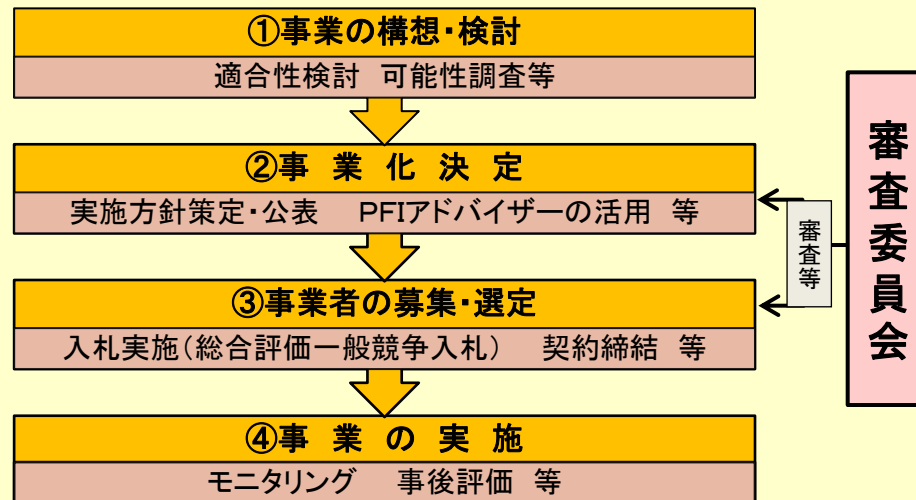 ①事業の構想・検討
適合性検討 可能性調査等
②事 業 化 決 定
実施方針策定・公表 PFIアドバイザーの活用 等
③事業者の募集・選定
入札実施(総合評価一般競争入札) 契約締結 等
④事 業 の 実 施
モニタリング 事後評価 等
審査等
審査委員会